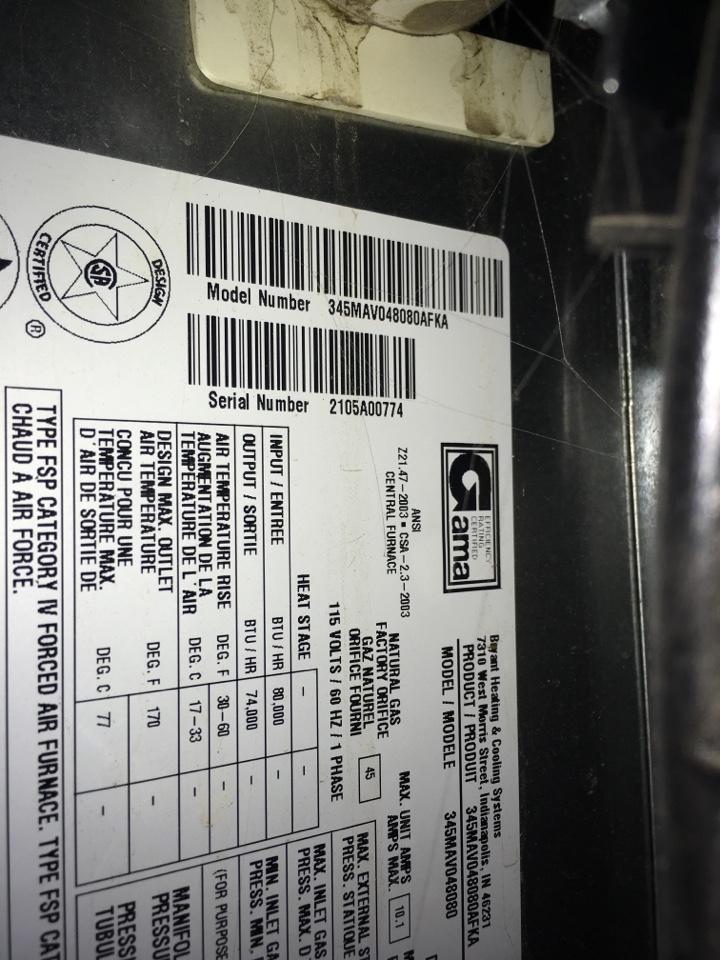 Model Number 345MAV048080AFKA
Serial Number 2105A00774
DESIGN
CSA
CERTIFIED
®
Gama
EFFICIENCY
RATING
CERTIFIED
ANSI
Z21.47-2003 ▪ CSA-2.3-2003
CENTRAL FURNACE
Bryant Heating & Cooling Systems
7310 West Morris Street, Indianapolis, IN 46231
PRODUCT / PRODUIT 345MAV048080AFKA
MODEL / MODELE 345MAV048080
NATURAL GAS
FACTORY ORIFICE
GAZ NATUREL
ORIFICE FOURNI
45
MAX. UNIT AMPS
AMPS MAX.
10.1
115 VOLTS / 60 HZ / 1 PHASE
HEAT STAGE - -
INPUT / ENTREE BTU / HR 80,000 -
OUTPUT / SORTIE BTU / HR 74,000 -
AIR TEMPERATURE RISE DEG. F 30-60 -
AUGMENTATION DE LA
TEMPERATURE DE L' AIR DEG. C 17-33 -
DESIGN MAX. OUTLET
AIR TEMPERATURE DEG. F 170 -
CONCU POUR UNE
TEMPERATURE MAX.
D' AIR DE SORTIE DE DEG. C 77 -
MAX. EXTERNAL ST
PRESS. STATIQUE
MAX. INLET GAS
PRESS. MAX. D
MIN. INLET GA
PRESS. MIN,
(FOR PURPOSE
MANIFOL
PRESSU
PRESS
TUBUL
TYPE FSP CATEGORY IV FORCED AIR FURNACE. TYPE FSP CAT
CHAUD A AIR FORCE.